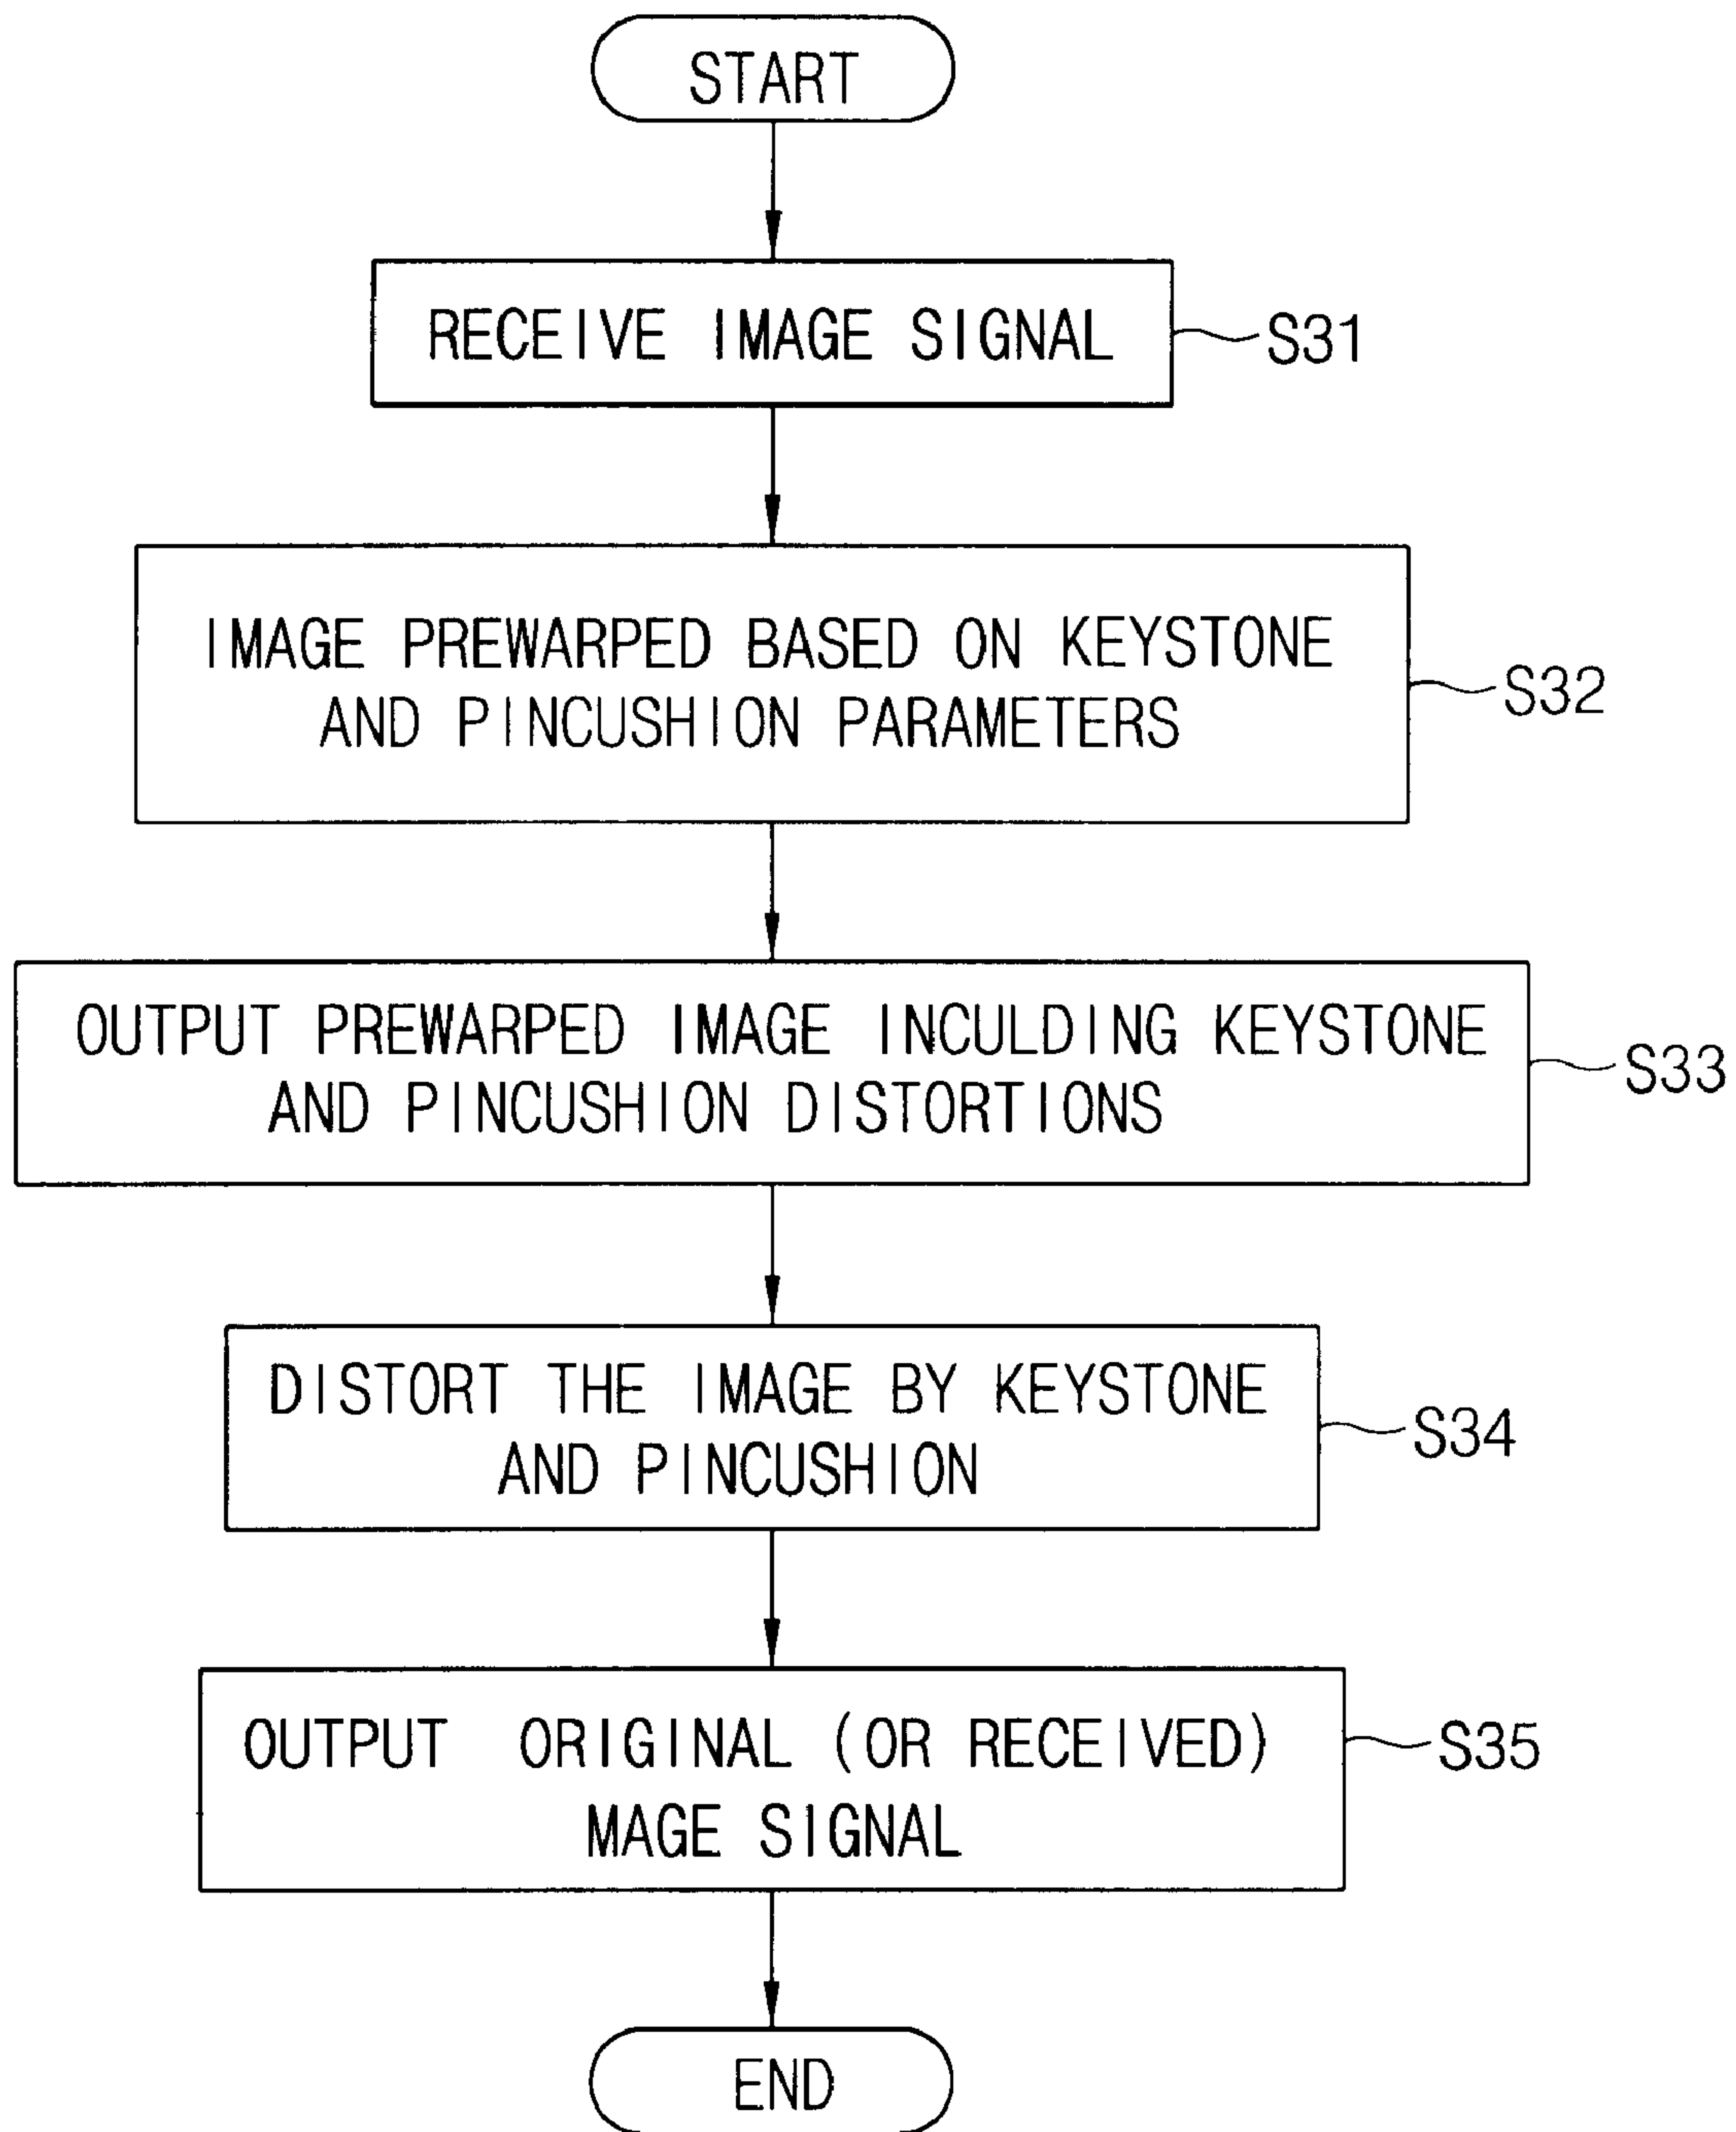 START
RECEIVE IMAGE SIGNAL
S31
IMAGE PREWARPED BASED ON KEYSTONE
AND PINCUSHION PARAMETERS
S32
OUTPUT PREWARPED IMAGE INCULDING KEYSTONE
AND PINCUSHION DISTORTIONS
S33
DISTORT THE IMAGE BY KEYSTONE
AND PINCUSHION
S34
OUTPUT ORIGINAL (OR RECEIVED)
MAGE SIGNAL
S35
END